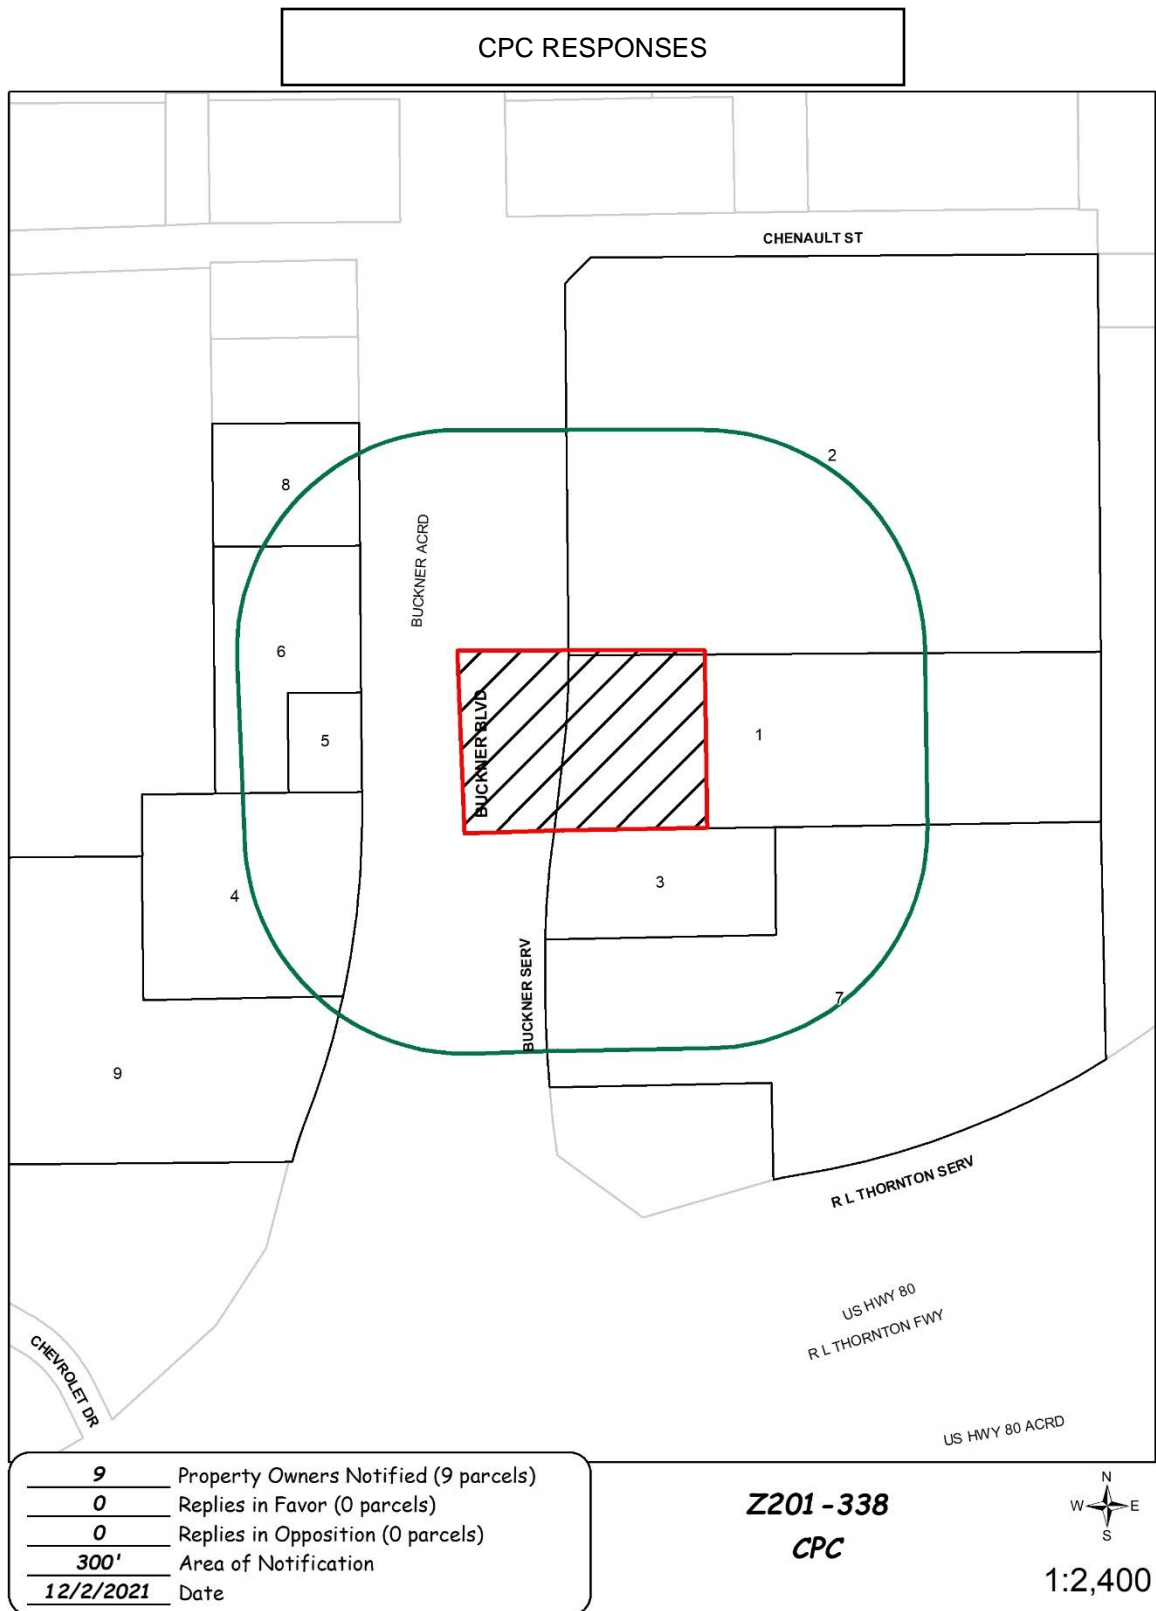 CPC RESPONSES
CHENAULT ST
2
8
BUCKNER ACRD
6
BUCKNER BLVD
5
1
3
4
BUCKNER SERV
7
9
R L THORNTON SERV
US HWY 80
R L THORNTON FWY
CHEVROLET DR
US HWY 80 ACRD
9 Property Owners Notified (9 parcels)
0 Replies in Favor (0 parcels)
0 Replies in Opposition (0 parcels)
300' Area of Notification
12/2/2021 Date
Z201-338
CPC
N
W E
S
1:2,400